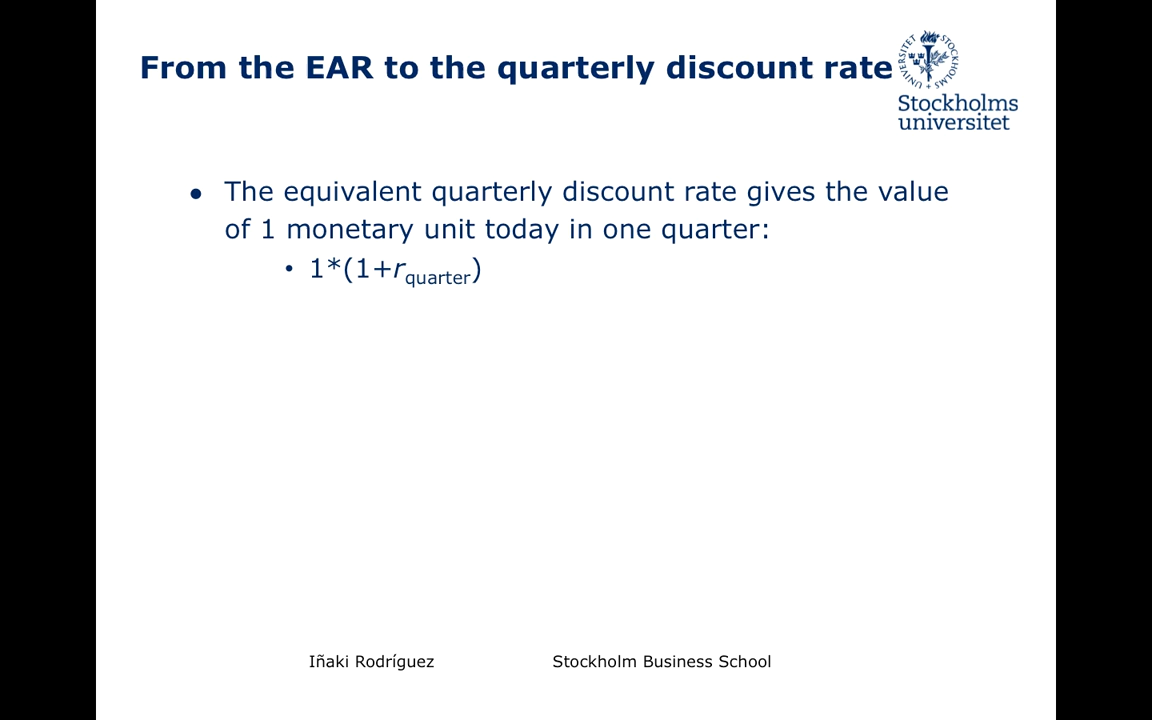 From the EAR to the quarterly discount rate
STOCKHOLMS UNIVERSITET +
Stockholms
universitet
● The equivalent quarterly discount rate gives the value
of 1 monetary unit today in one quarter:
• 1*(1+rquarter)
Iñaki Rodríguez
Stockholm Business School